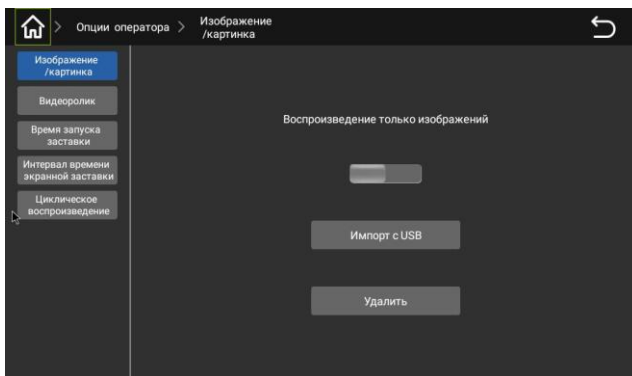 > Опции оператора > Изображение
/картинка
Изображение
/картинка
Видеоролик
Время запуска
заставки
Интервал времени
экранной заставки
Циклическое
воспроизведение
Воспроизведение только изображений
Импорт с USB
Удалить